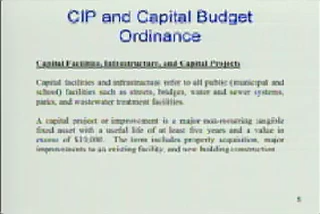 CIP and Capital Budget
Ordinance
Capital Facilities, Infrastructure, and Capital Projects
Capital facilities and infrastructure refer to all public (municipal and
school) facilities such as streets, bridges, water and sewer systems,
parks, and wastewater treatment facilities.
A capital project or improvement is a major non-recurring tangible
fixed asset with a useful life of at least five years and a value in
excess of The term includes property acquisition, major
improvements to an existing facility, and new building construction